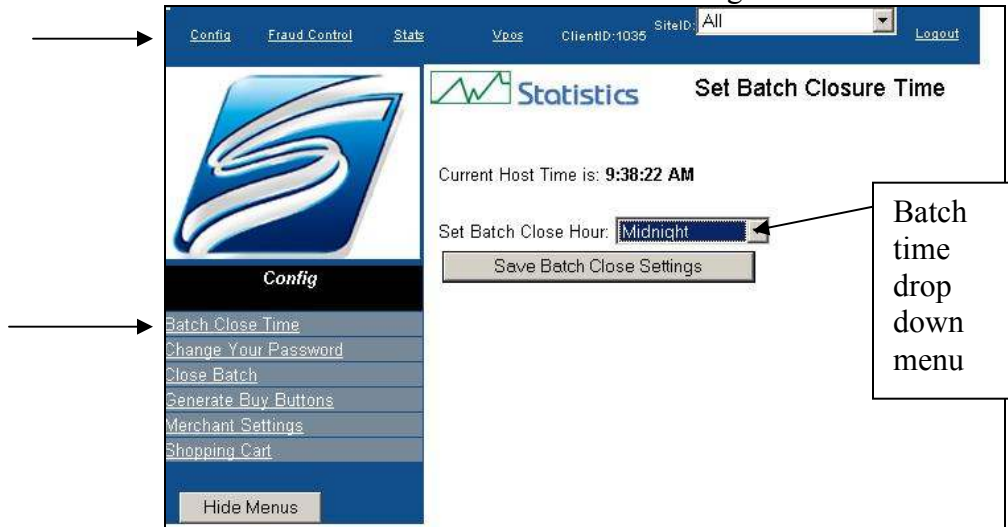 Config Fraud Control Stats Vpos ClientID:1035 SiteID: All Logout
Statistics Set Batch Closure Time
Current Host Time is: 9:38:22 AM
Set Batch Close Hour: Midnight
Save Batch Close Settings
Batch
time
drop
down
menu
Config
Batch Close Time
Change Your Password
Close Batch
Generate Buy Buttons
Merchant Settings
Shopping Cart
Hide Menus